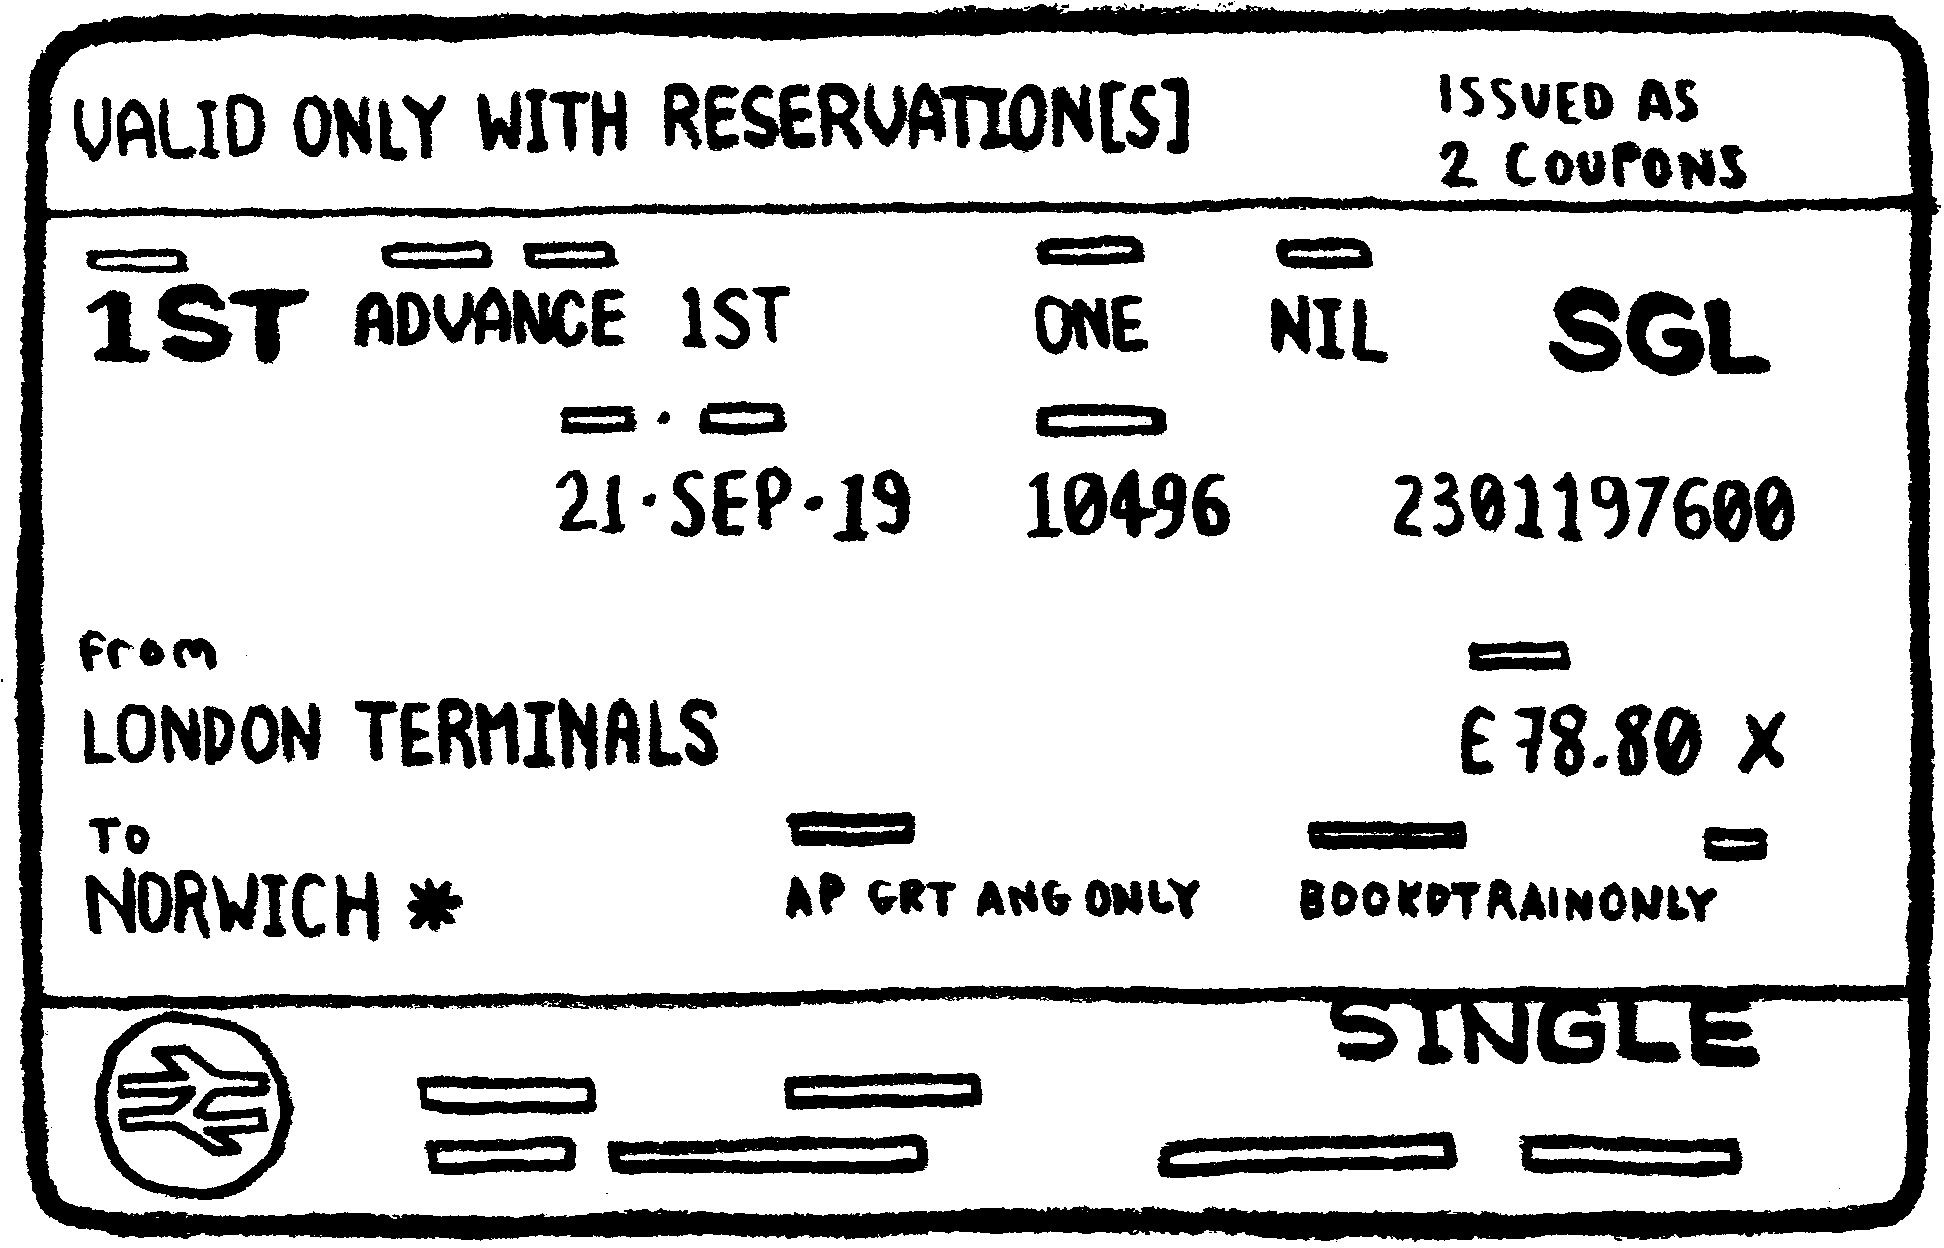 VALID ONLY WITH RESERVATION[S]
ISSUED AS
2 COUPONS
1ST ADVANCE 1ST ONE NIL SGL
21·SEP·19 10496 2301197600
From
LONDON TERMINALS £78.80 X
To
NORWICH * AP GRT ANG ONLY BOOKDTRAINONLY
SINGLE